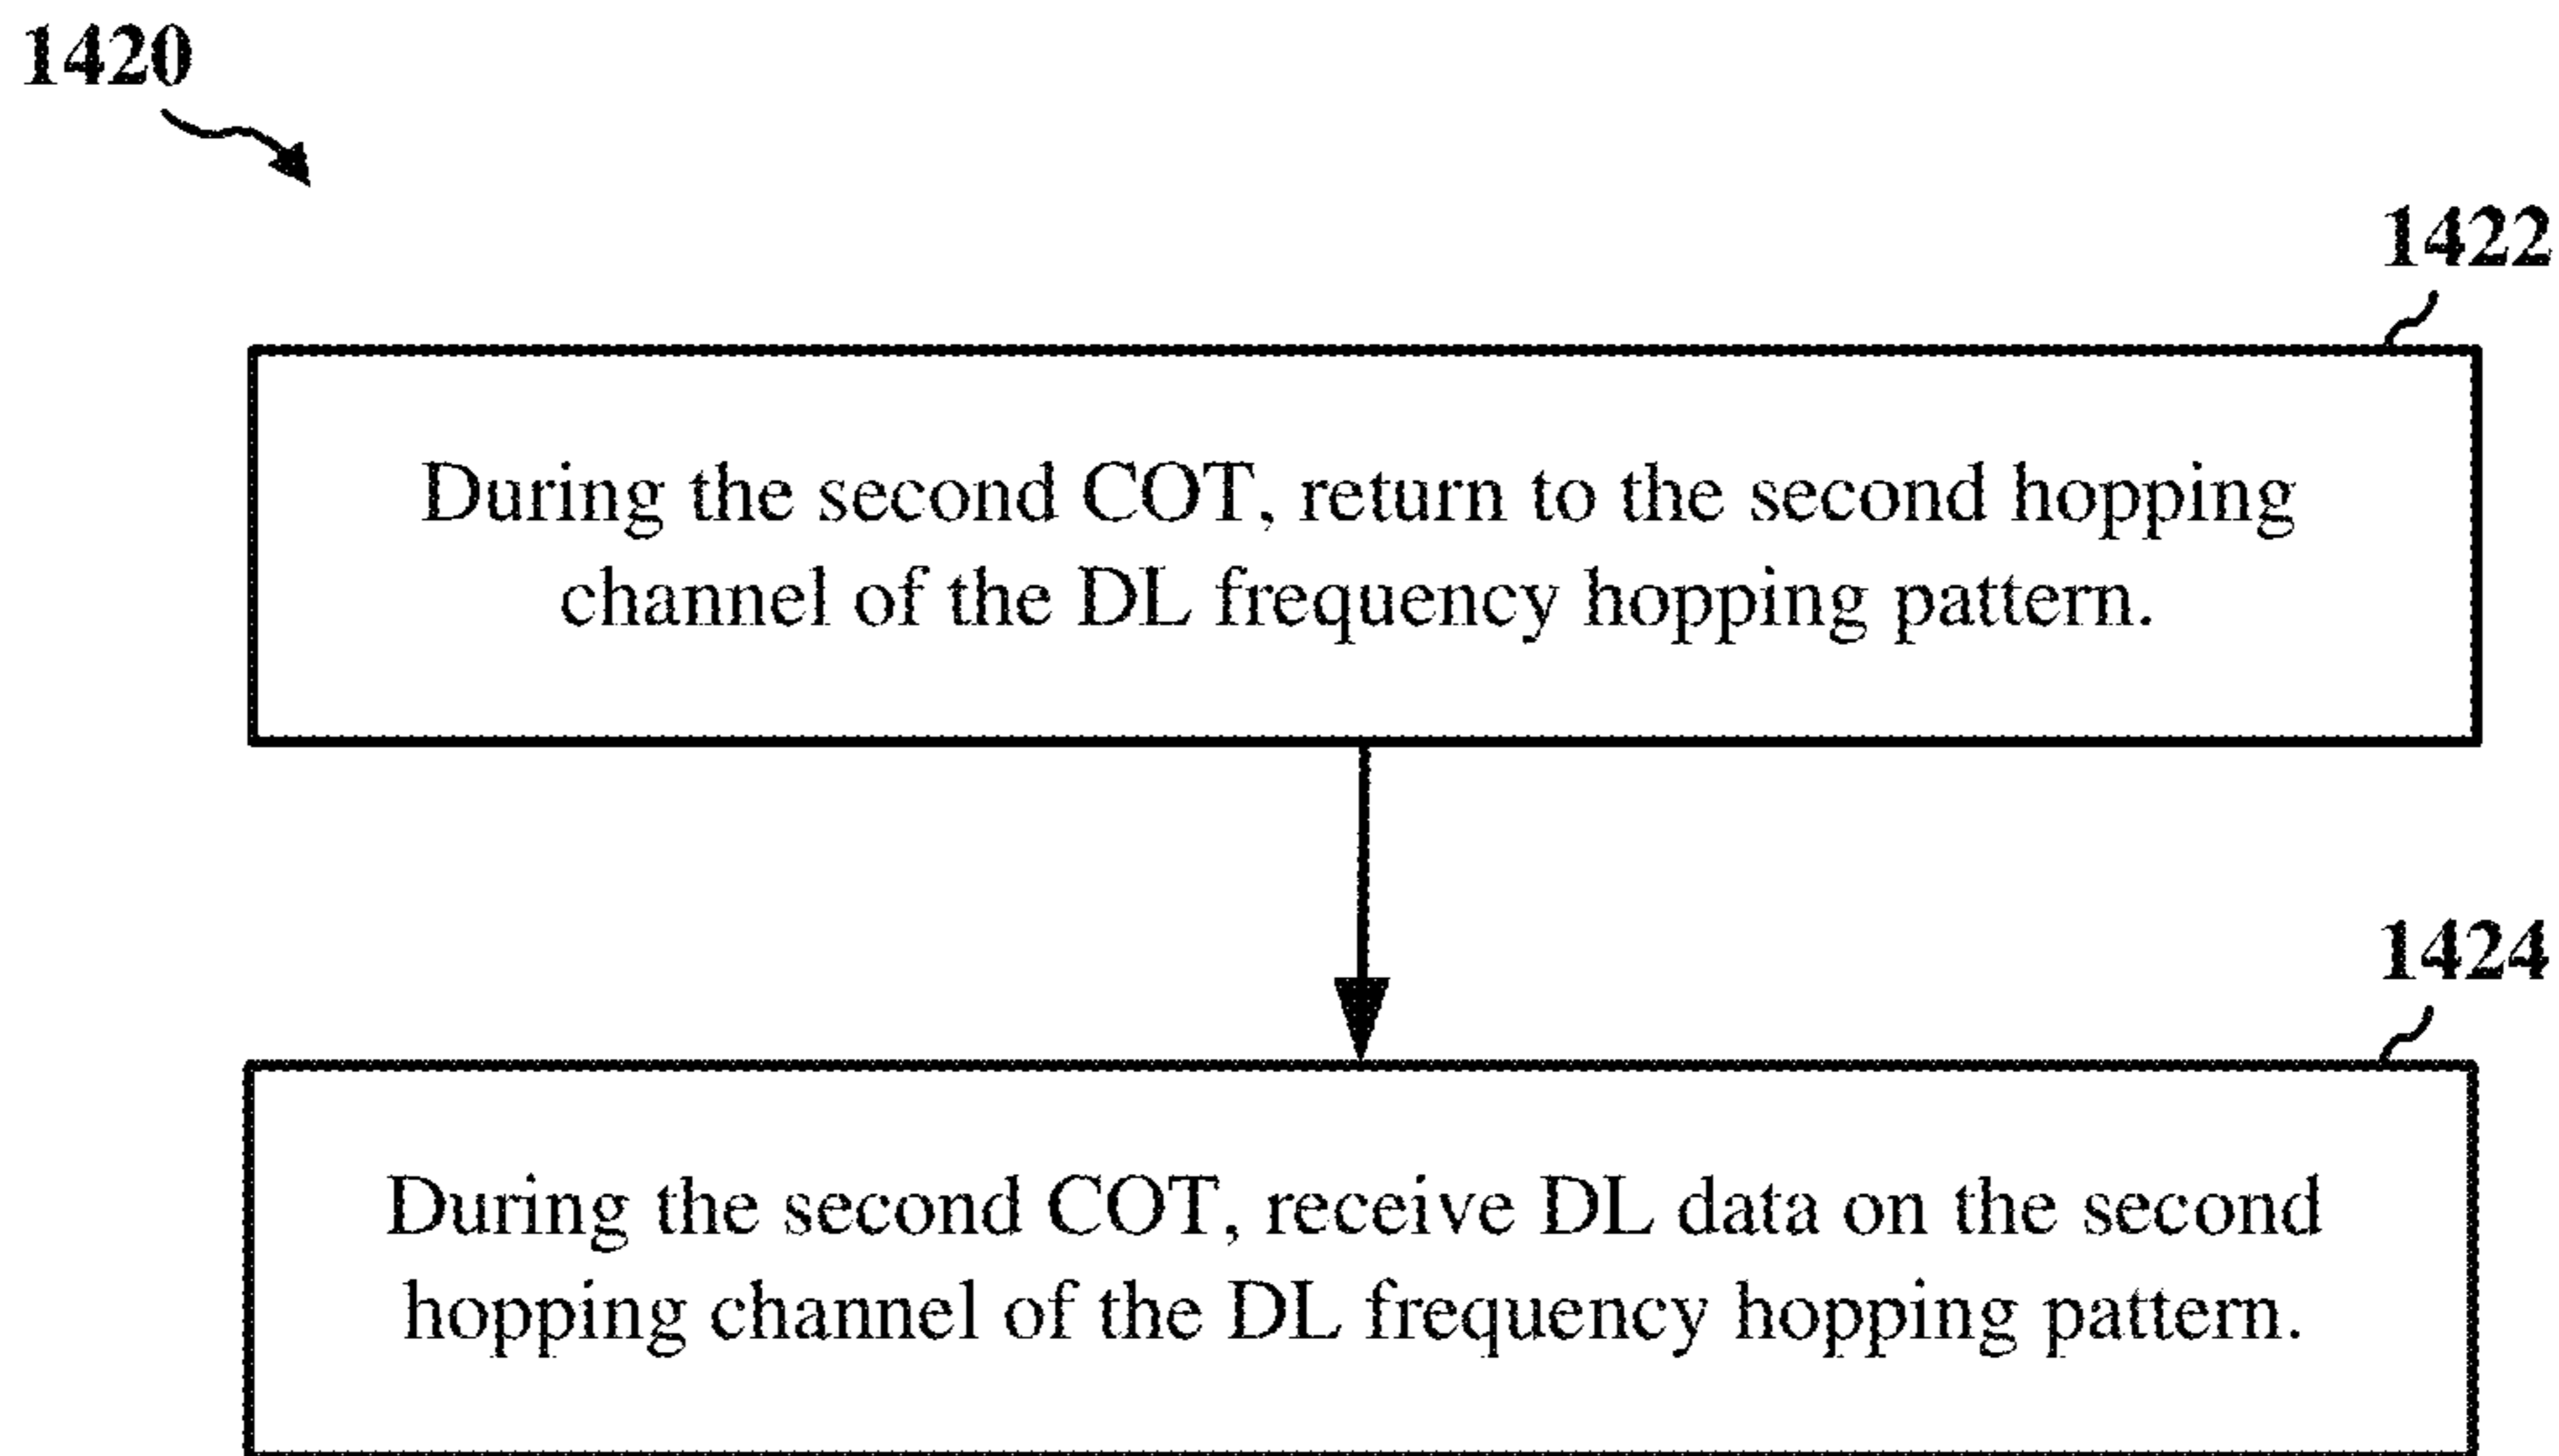 1420
1422
During the second COT, return to the second hopping
channel of the DL frequency hopping pattern.
1424
During the second COT, receive DL data on the second
hopping channel of the DL frequency hopping pattern.